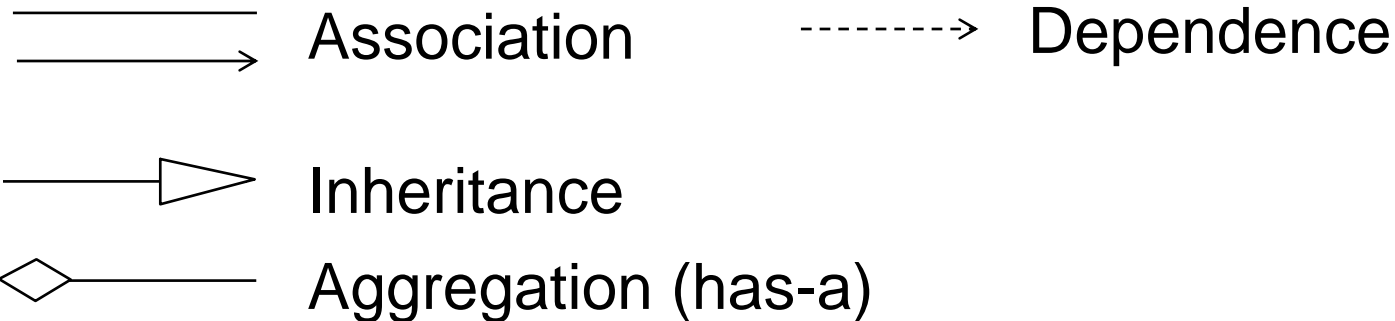 Association
Dependence
Inheritance
Aggregation (has-a)